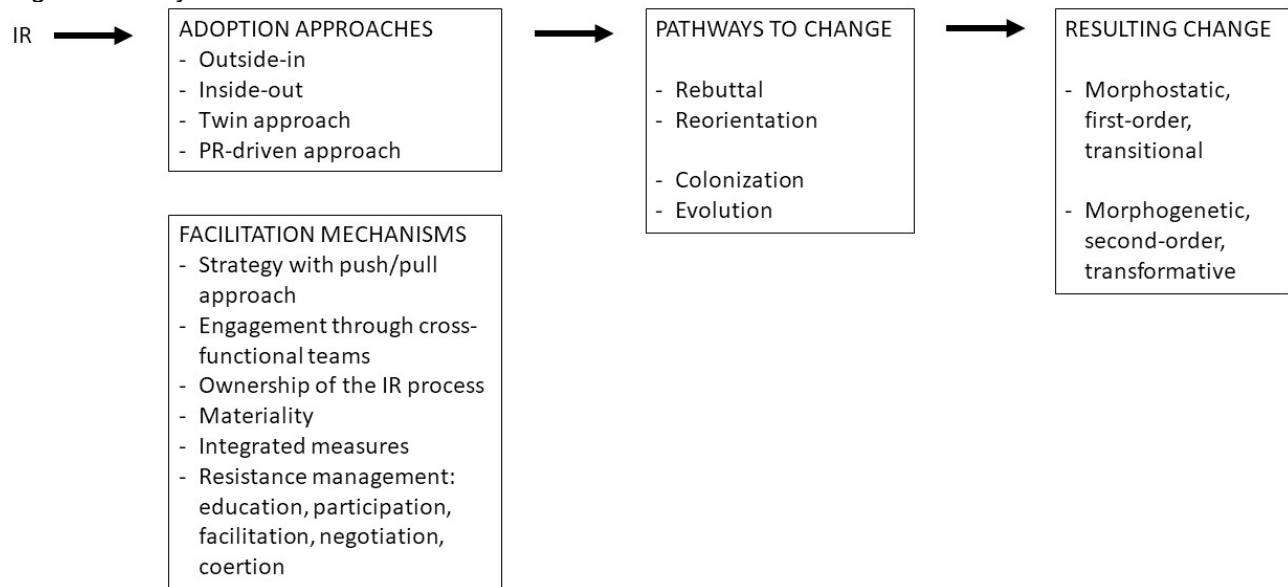 IR
ADOPTION APPROACHES
- Outside-in
- Inside-out
- Twin approach
- PR-driven approach
FACILITATION MECHANISMS
- Strategy with push/pull
approach
- Engagement through cross-
functional teams
- Ownership of the IR process
- Materiality
- Integrated measures
- Resistance management:
education, participation,
facilitation, negotiation,
coertion
PATHWAYS TO CHANGE
- Rebuttal
- Reorientation
- Colonization
- Evolution
RESULTING CHANGE
- Morphostatic,
first-order,
transitional
- Morphogenetic,
second-order,
transformative